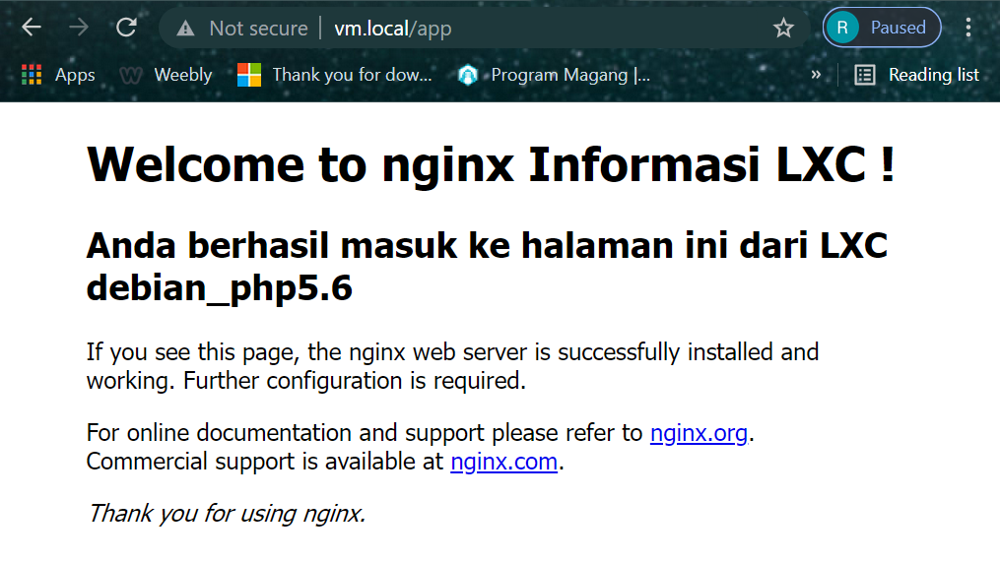 Not secure | vm.local/app
R Paused
Apps
Weebly
Thank you for dow...
Program Magang |...
»
Reading list
Welcome to nginx Informasi LXC !
Anda berhasil masuk ke halaman ini dari LXC
debian_php5.6
If you see this page, the nginx web server is successfully installed and
working. Further configuration is required.
For online documentation and support please refer to nginx.org.
Commercial support is available at nginx.com.
Thank you for using nginx.